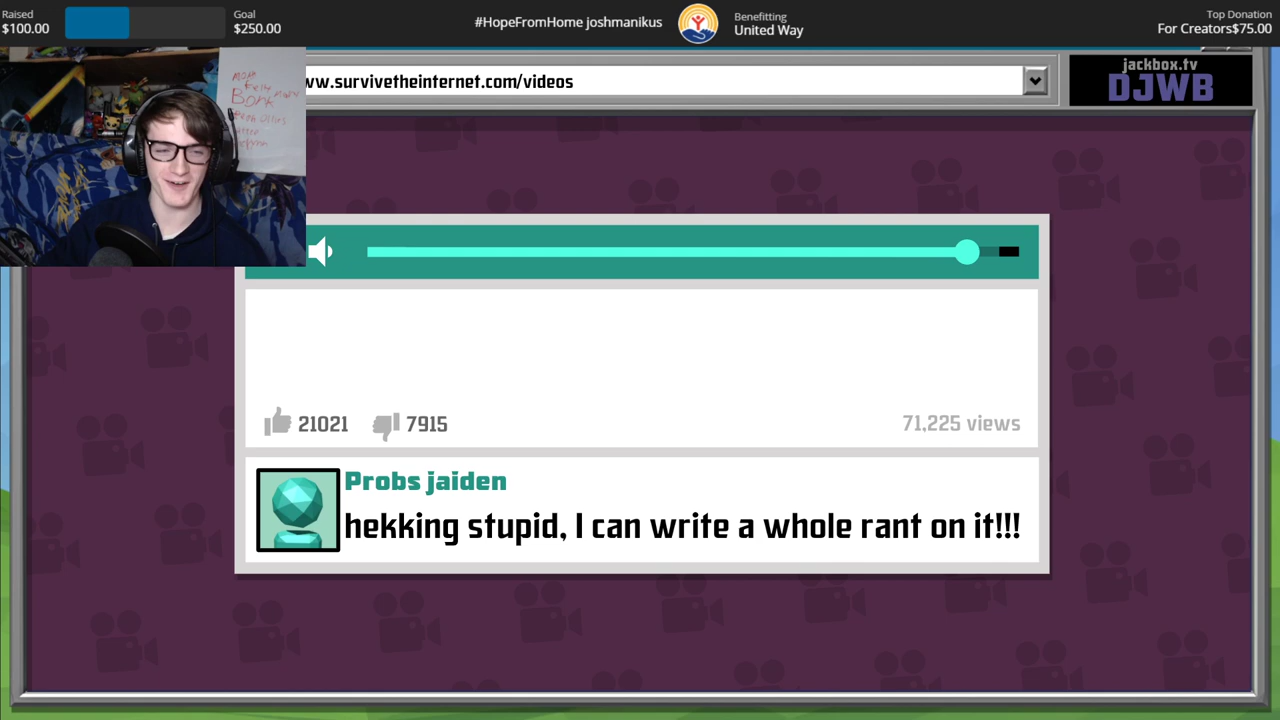 Raised
$100.00
Goal
$250.00
#HopeFromHome joshmanikus
Benefitting
United Way
Top Donation
For Creators$75.00
ww.survivetheinternet.com/videos
jackbox.tv
DJWB
21021
7915
71,225 views
Probs jaiden
hekking stupid, I can write a whole rant on it!!!